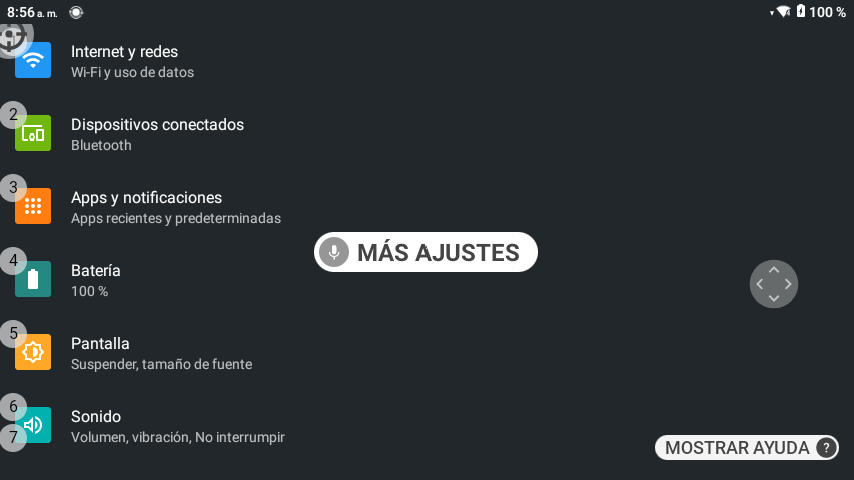 8:56 a. m.
100 %
Internet y redes
Wi-Fi y uso de datos
2
Dispositivos conectados
Bluetooth
3
Apps y notificaciones
Apps recientes y predeterminadas
MÁS AJUSTES
4
Batería
100 %
5
Pantalla
Suspender, tamaño de fuente
6
Sonido
7
Volumen, vibración, No interrumpir
MOSTRAR AYUDA ?